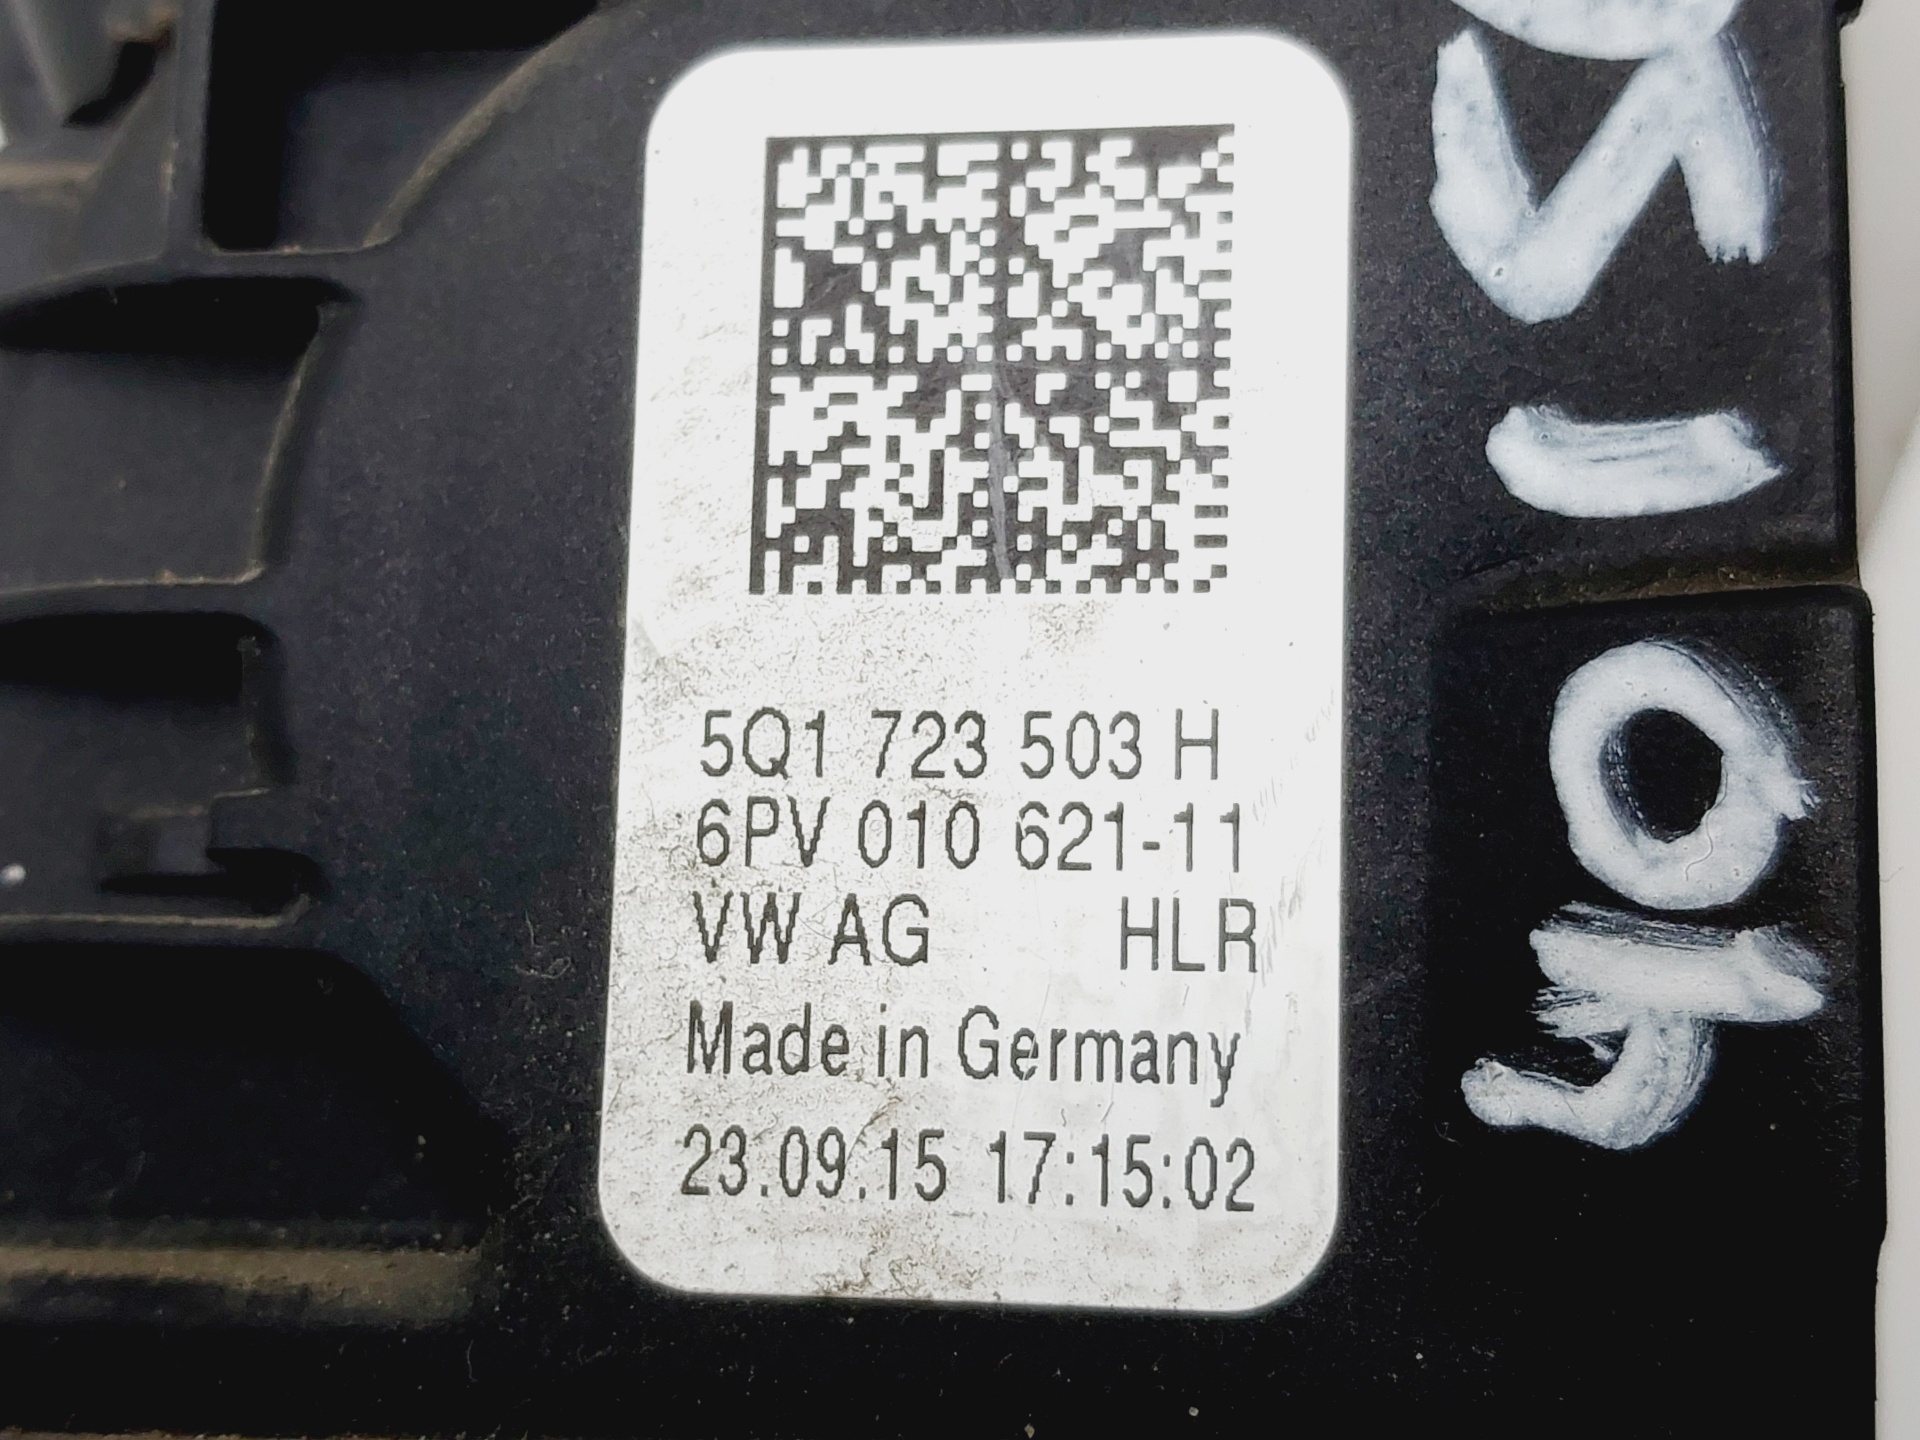 5Q1 723 503 H
6PV 010 621-11
VW AG HLR
Made in Germany
23.09.15 17:15:02